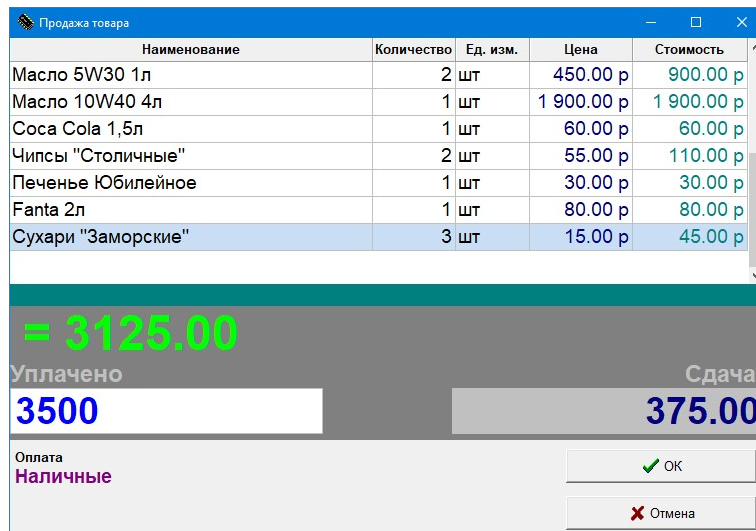 Продажа товара
Наименование Количество Ед. изм. Цена Стоимость
Масло 5W30 1л 2 шт 450.00 р 900.00 р
Масло 10W40 4л 1 шт 1 900.00 р 1 900.00 р
Coca Cola 1,5л 1 шт 60.00 р 60.00 р
Чипсы "Столичные" 2 шт 55.00 р 110.00 р
Печенье Юбилейное 1 шт 30.00 р 30.00 р
Fanta 2л 1 шт 80.00 р 80.00 р
Сухари "Заморские" 3 шт 15.00 р 45.00 р
= 3125.00
Уплачено Сдача
3500 375.00
Оплата
Наличные
OK
Отмена